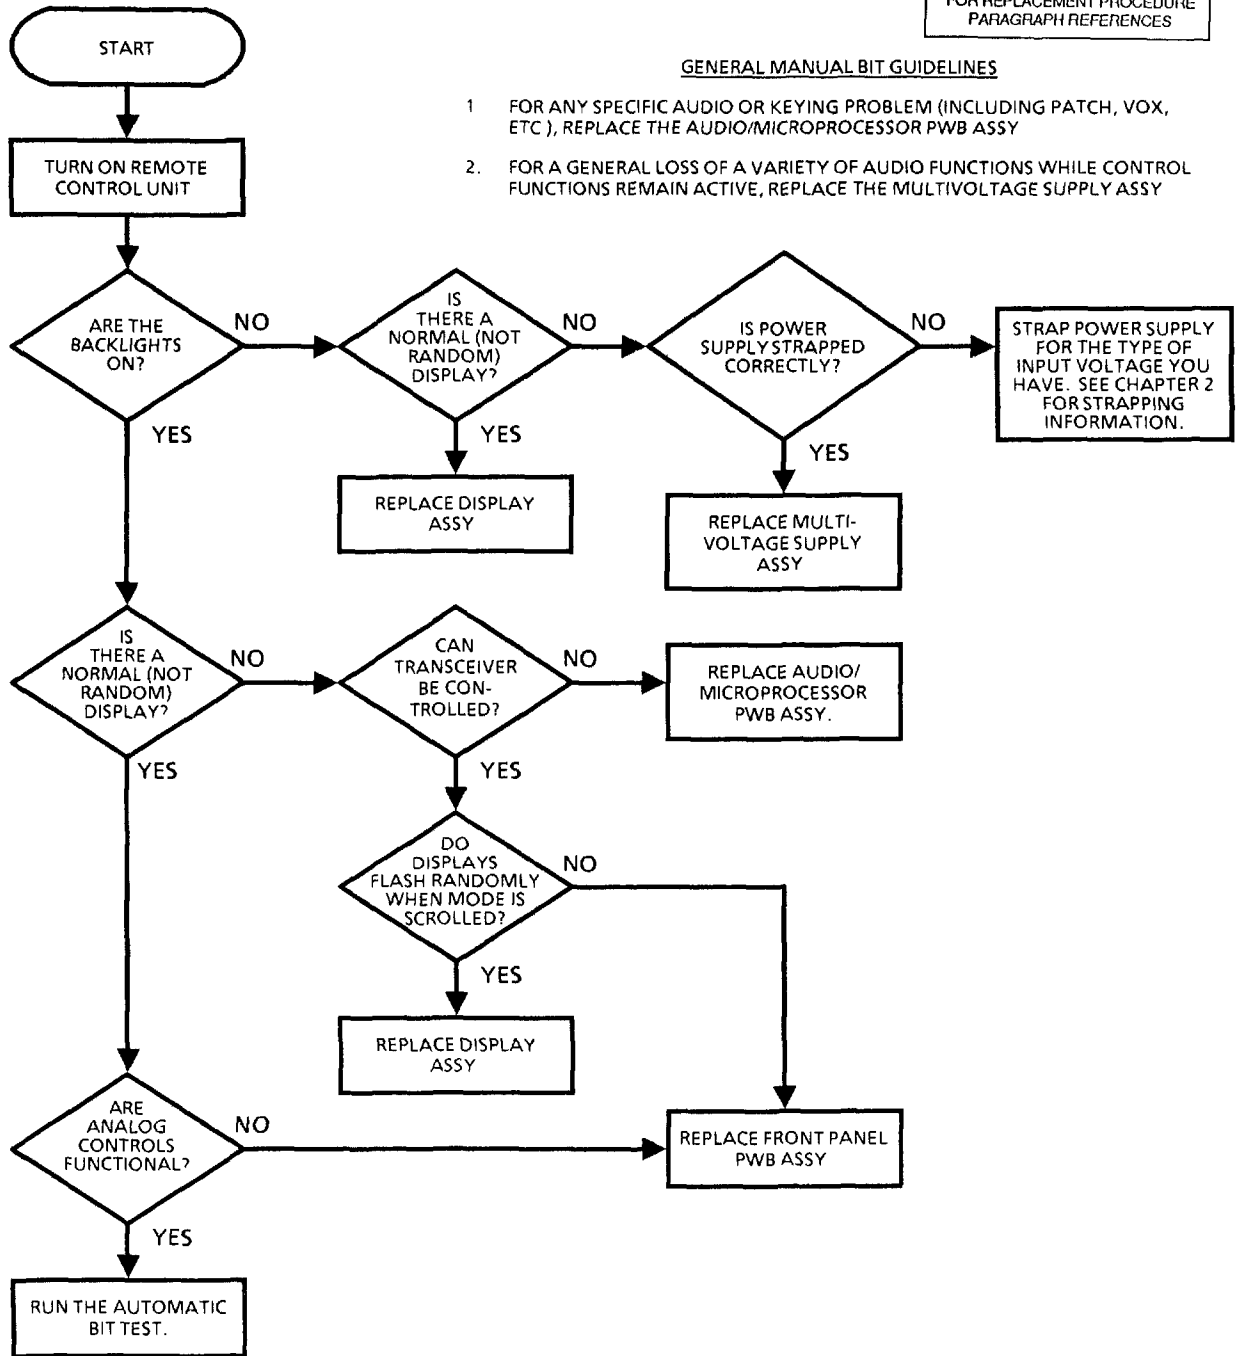 FOR REPLACEMENT PROCEDURE
PARAGRAPH REFERENCES
START
GENERAL MANUAL BIT GUIDELINES
1 FOR ANY SPECIFIC AUDIO OR KEYING PROBLEM (INCLUDING PATCH, VOX,
ETC ), REPLACE THE AUDIO/MICROPROCESSOR PWB ASSY
2. FOR A GENERAL LOSS OF A VARIETY OF AUDIO FUNCTIONS WHILE CONTROL
FUNCTIONS REMAIN ACTIVE, REPLACE THE MULTIVOLTAGE SUPPLY ASSY
TURN ON REMOTE
CONTROL UNIT
ARE THE
BACKLIGHTS
ON?
NO
YES
IS
THERE A
NORMAL (NOT
RANDOM)
DISPLAY?
NO
YES
IS POWER
SUPPLY STRAPPED
CORRECTLY?
NO
YES
STRAP POWER SUPPLY
FOR THE TYPE OF
INPUT VOLTAGE YOU
HAVE. SEE CHAPTER 2
FOR STRAPPING
INFORMATION.
REPLACE DISPLAY
ASSY
REPLACE MULTI-
VOLTAGE SUPPLY
ASSY
IS
THERE A
NORMAL (NOT
RANDOM)
DISPLAY?
NO
YES
CAN
TRANSCEIVER
BE CON-
TROLLED?
NO
YES
REPLACE AUDIO/
MICROPROCESSOR
PWB ASSY.
DO
DISPLAYS
FLASH RANDOMLY
WHEN MODE IS
SCROLLED?
NO
YES
REPLACE DISPLAY
ASSY
ARE
ANALOG
CONTROLS
FUNCTIONAL?
NO
YES
REPLACE FRONT PANEL
PWB ASSY
RUN THE AUTOMATIC
BIT TEST.